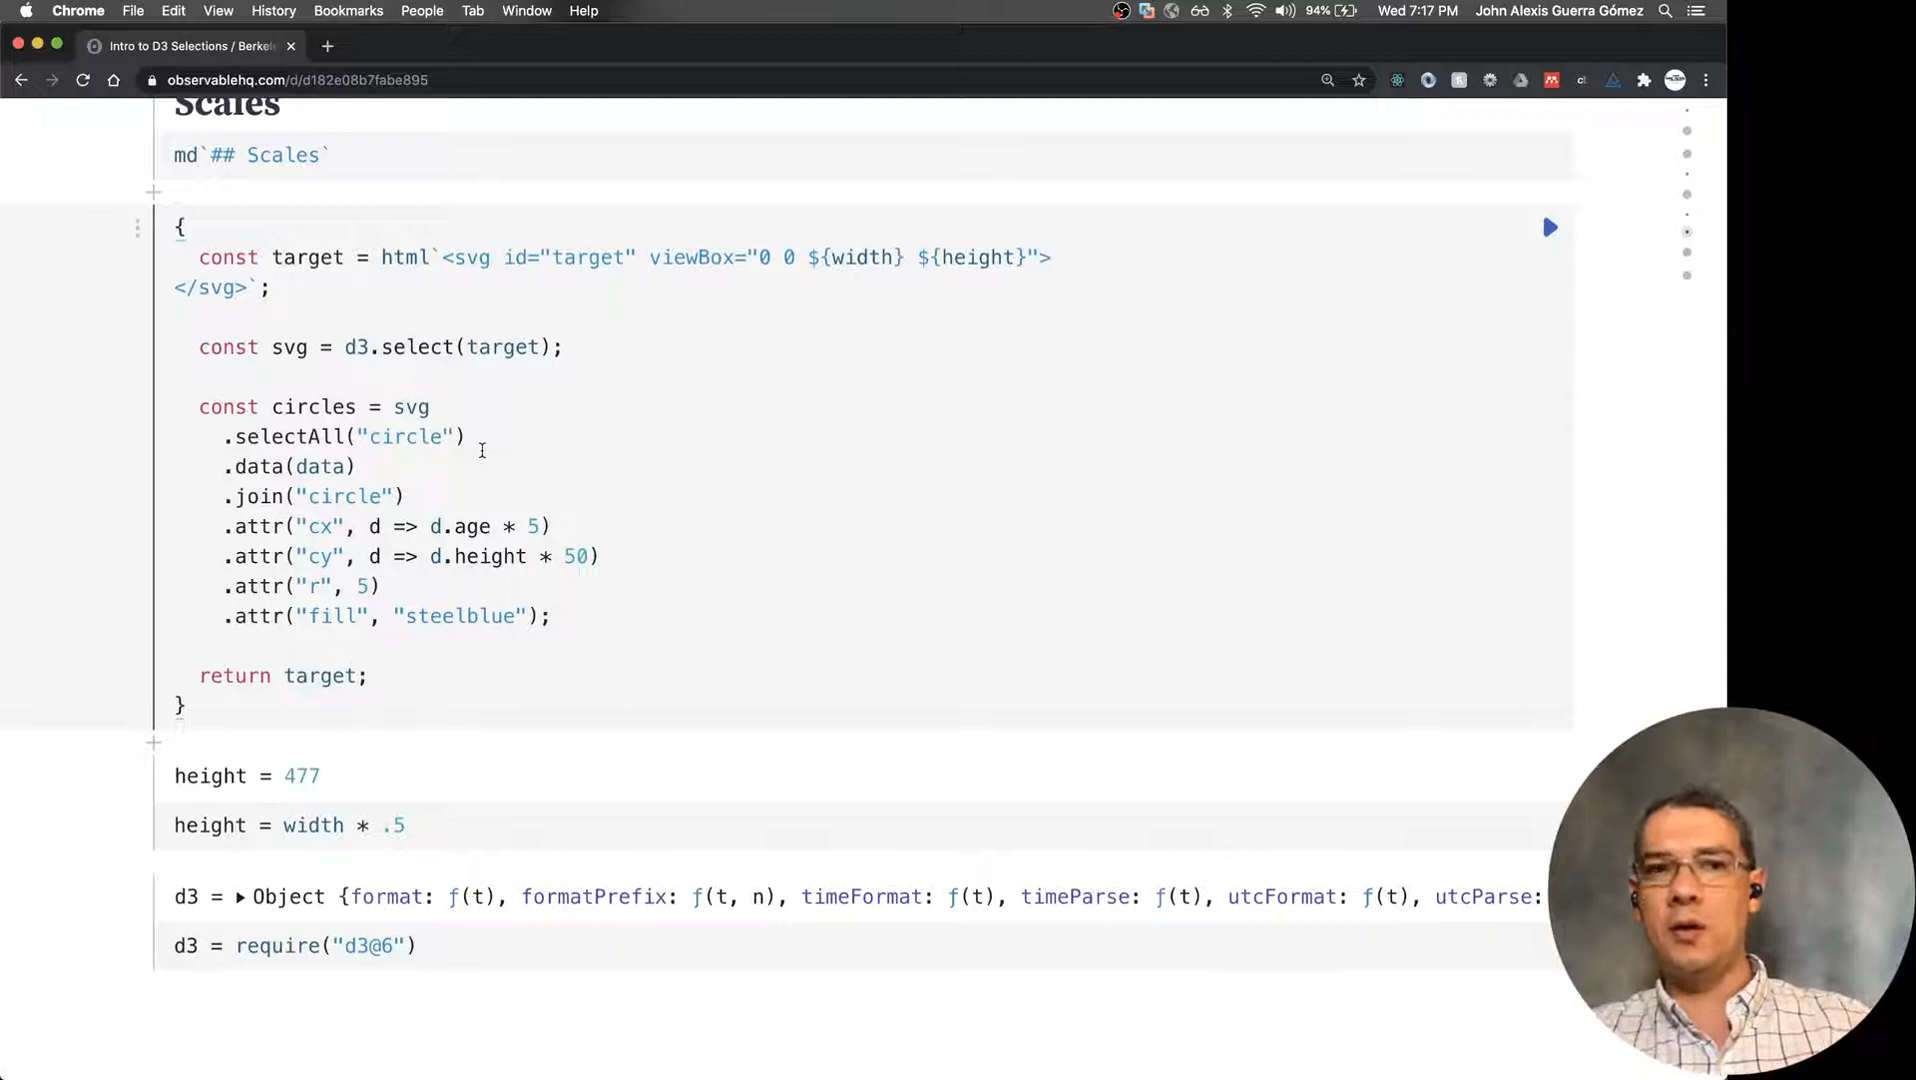 Chrome File Edit View History Bookmarks People Tab Window Help 94% Wed 7:17 PM John Alexis Guerra Gómez
Intro to D3 Selections / Berkel
observablehq.com/d/d182e08b7fabe895
Scales
md`## Scales`
{
const target = html`<svg id="target" viewBox="0 0 ${width} ${height}">
</svg>`;
const svg = d3.select(target);
const circles = svg
.selectAll("circle")
.data(data)
.join("circle")
.attr("cx", d => d.age * 5)
.attr("cy", d => d.height * 50)
.attr("r", 5)
.attr("fill", "steelblue");
return target;
}
height = 477
height = width * .5
d3 = ▸Object {format: ƒ(t), formatPrefix: ƒ(t, n), timeFormat: ƒ(t), timeParse: ƒ(t), utcFormat: ƒ(t), utcParse:
d3 = require("d3@6")